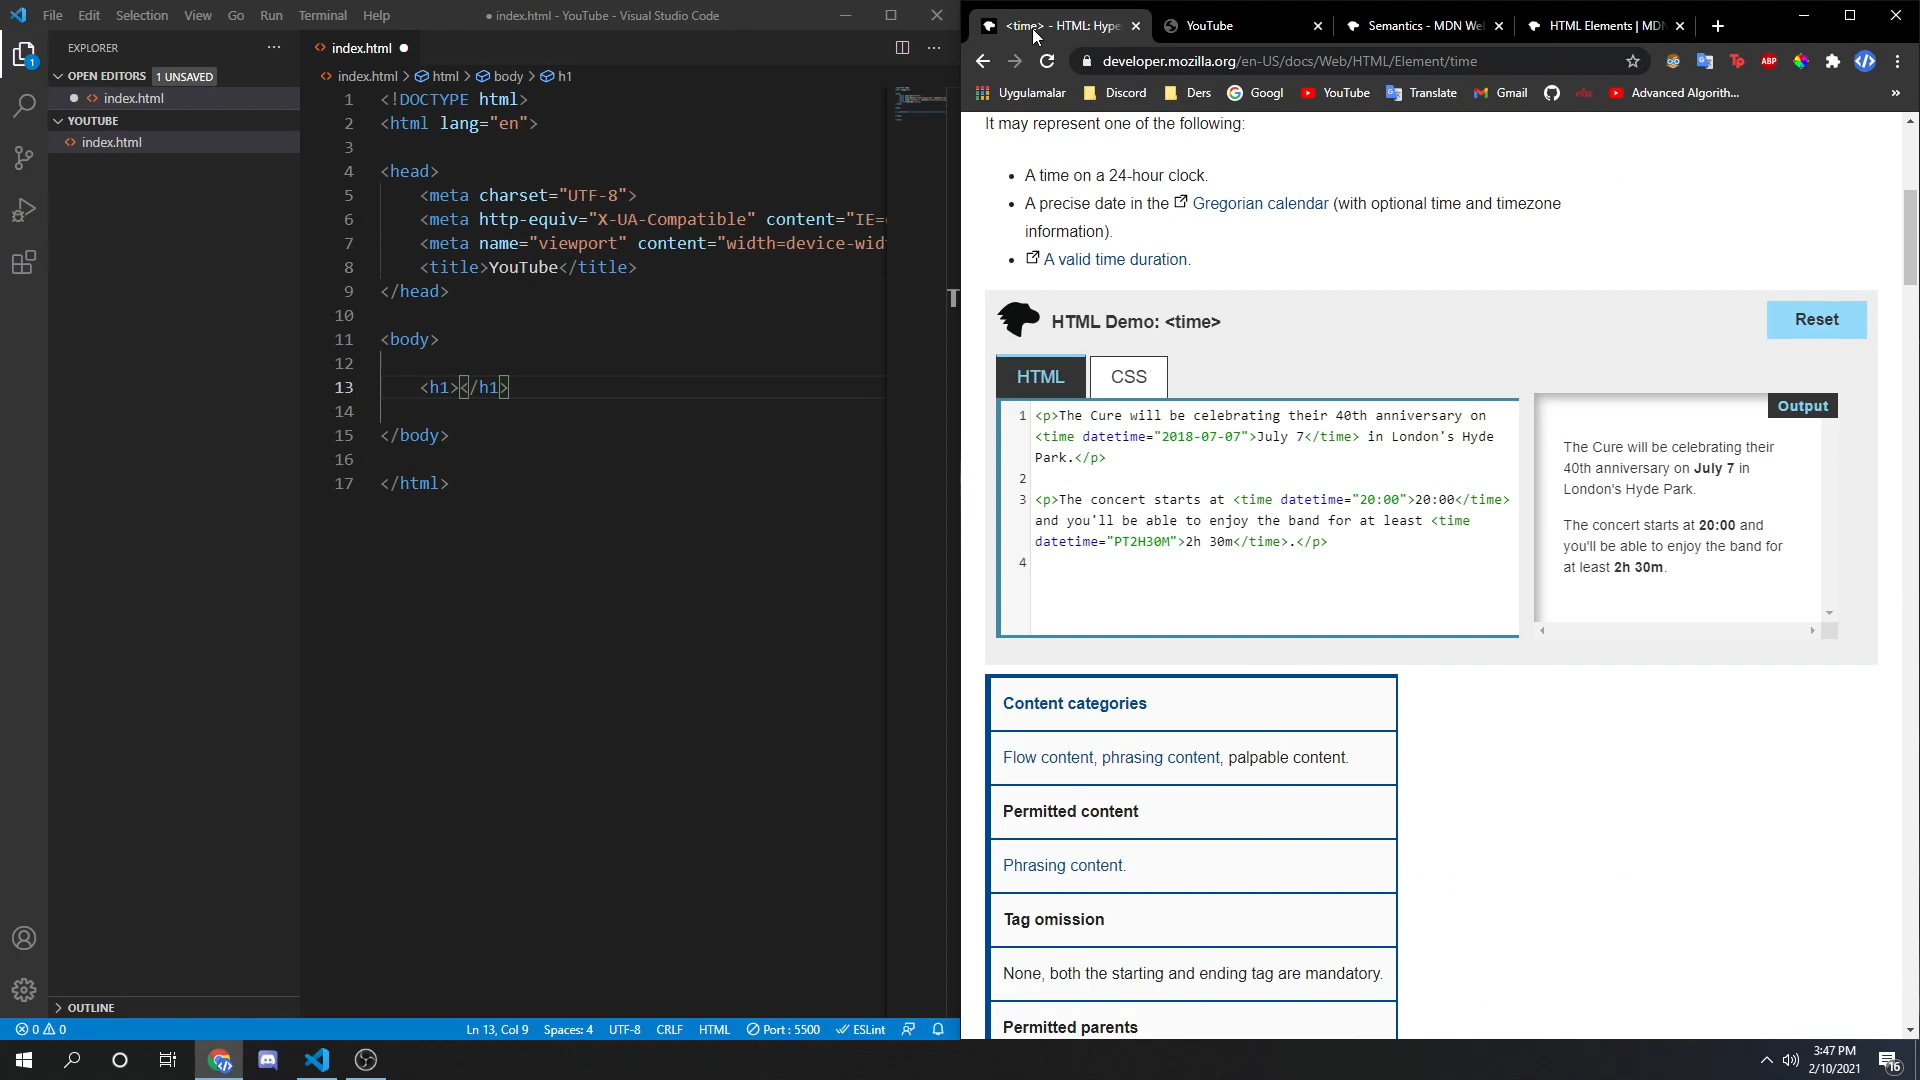 File Edit Selection View Go Run Terminal Help
● index.html - YouTube - Visual Studio Code
EXPLORER
OPEN EDITORS 1 UNSAVED
index.html
YOUTUBE
index.html
OUTLINE
index.html
index.html > html > body > h1
1 <!DOCTYPE html>
2 <html lang="en">
3
4 <head>
5 <meta charset="UTF-8">
6 <meta http-equiv="X-UA-Compatible" content="IE=
7 <meta name="viewport" content="width=device-wid
8 <title>YouTube</title>
9 </head>
10
11 <body>
12
13 <h1></h1>
14
15 </body>
16
17 </html>
0 0 Ln 13, Col 9 Spaces: 4 UTF-8 CRLF HTML Port : 5500 ESLint
<time> - HTML: Hype YouTube Semantics - MDN We HTML Elements | MD
developer.mozilla.org/en-US/docs/Web/HTML/Element/time
Tp ABP
Uygulamalar Discord Ders Googl YouTube Translate Gmail Advanced Algorith... »
It may represent one of the following:
• A time on a 24-hour clock.
• A precise date in the Gregorian calendar (with optional time and timezone
information).
• A valid time duration.
HTML Demo: <time>
Reset
HTML CSS
1 <p>The Cure will be celebrating their 40th anniversary on
<time datetime="2018-07-07">July 7</time> in London's Hyde
Park.</p>
2
3 <p>The concert starts at <time datetime="20:00">20:00</time>
and you'll be able to enjoy the band for at least <time
datetime="PT2H30M">2h 30m</time>.</p>
4
Output
The Cure will be celebrating their
40th anniversary on July 7 in
London's Hyde Park.
The concert starts at 20:00 and
you'll be able to enjoy the band for
at least 2h 30m.
Content categories
Flow content, phrasing content, palpable content.
Permitted content
Phrasing content.
Tag omission
None, both the starting and ending tag are mandatory.
Permitted parents
3:47 PM
2/10/2021
16